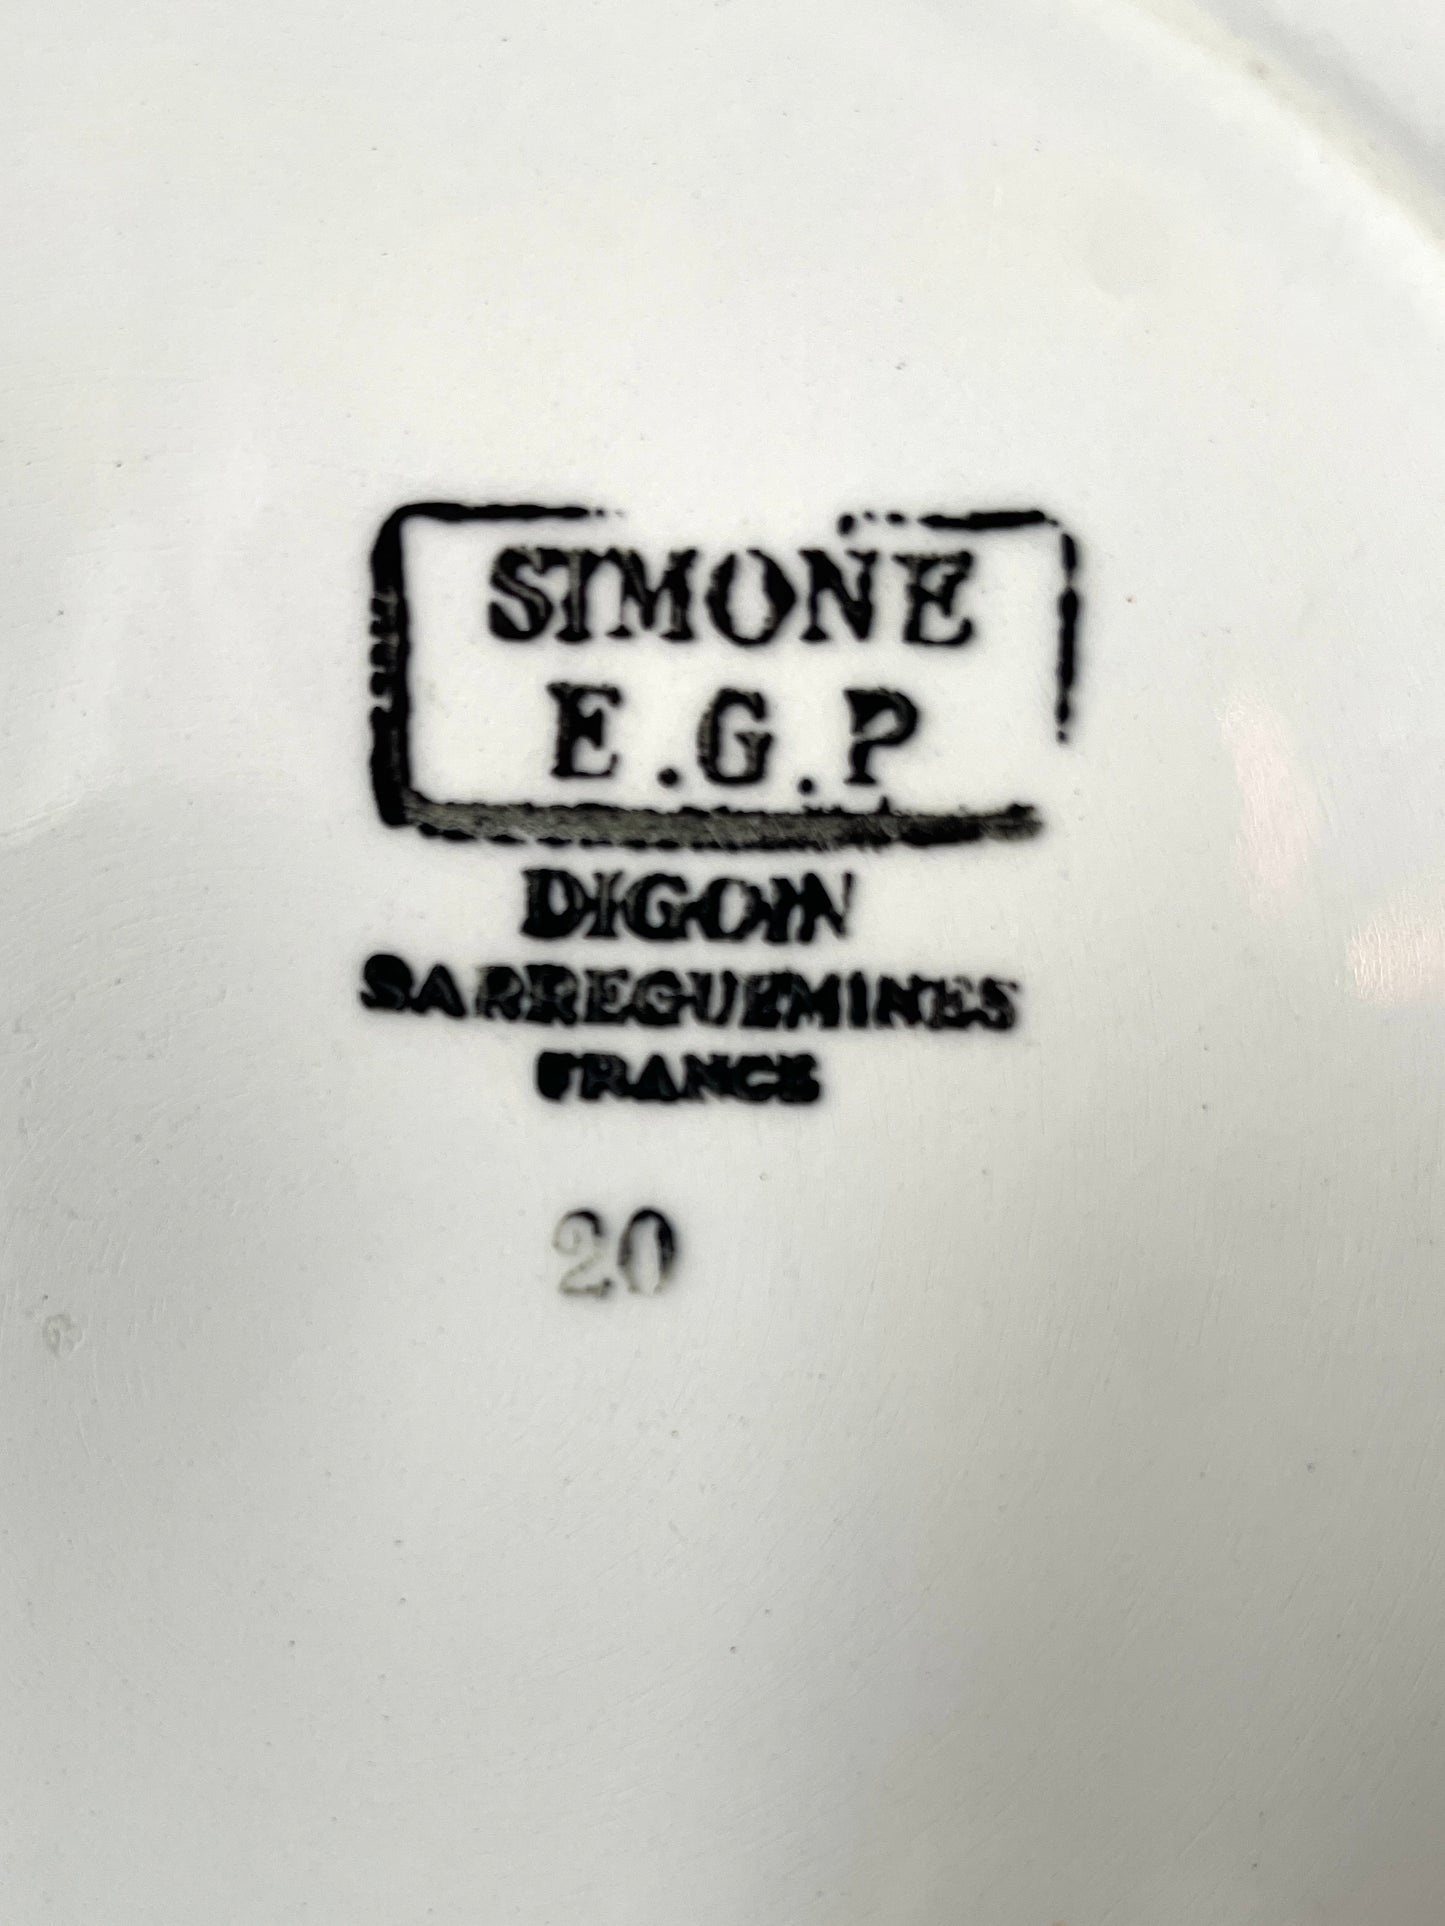 SIMONE
E.G.P
DIGOIN
SARREGUEMINES
FRANCE
20